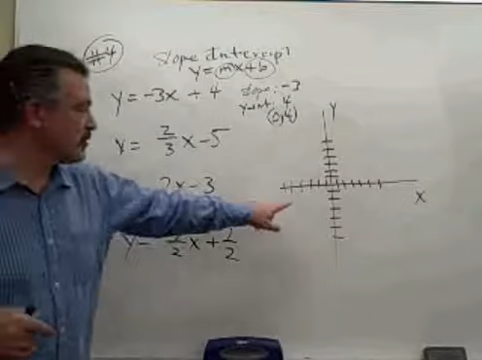 #4 Slope Intercept
y = mx + b
y = -3x + 4
slope: -3
y-int: 4
(0,4)
y = 2/3 x - 5
2x - 3
x + 2/2
Y
X